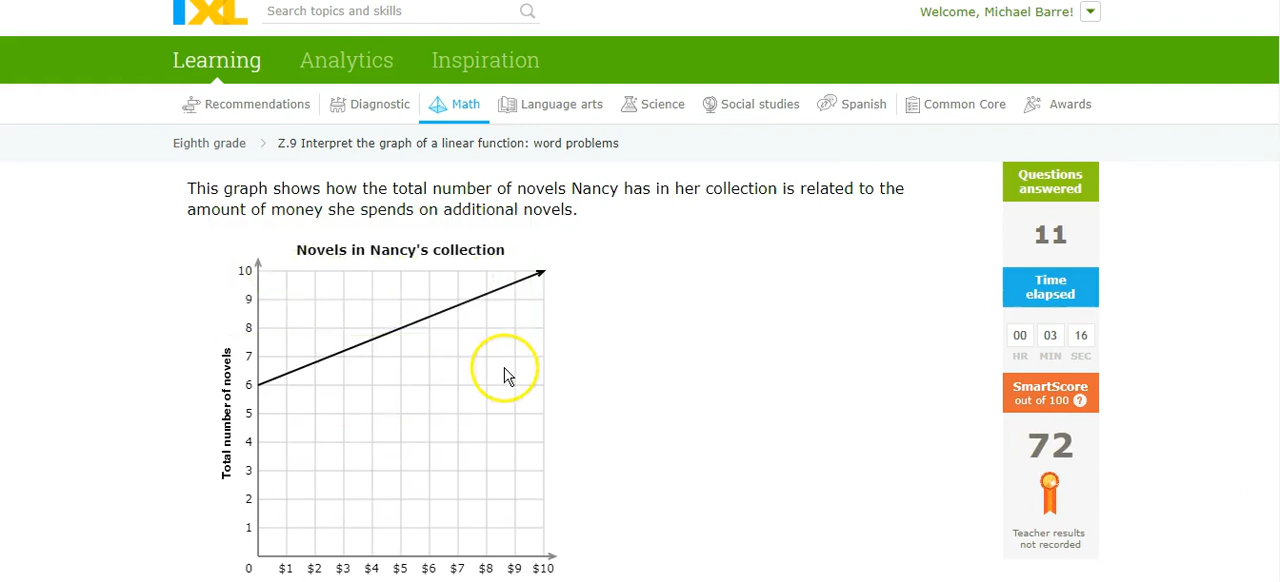 IXL
Search topics and skills
Welcome, Michael Barre!
Learning Analytics Inspiration
Recommendations Diagnostic Math Language arts Science Social studies Spanish Common Core Awards
Eighth grade > Z.9 Interpret the graph of a linear function: word problems
This graph shows how the total number of novels Nancy has in her collection is related to the
amount of money she spends on additional novels.
Novels in Nancy's collection
Total number of novels
10
9
8
7
6
5
4
3
2
1
0 $1 $2 $3 $4 $5 $6 $7 $8 $9 $10
Questions
answered
11
Time
elapsed
00 03 16
HR MIN SEC
SmartScore
out of 100 ?
72
Teacher results
not recorded